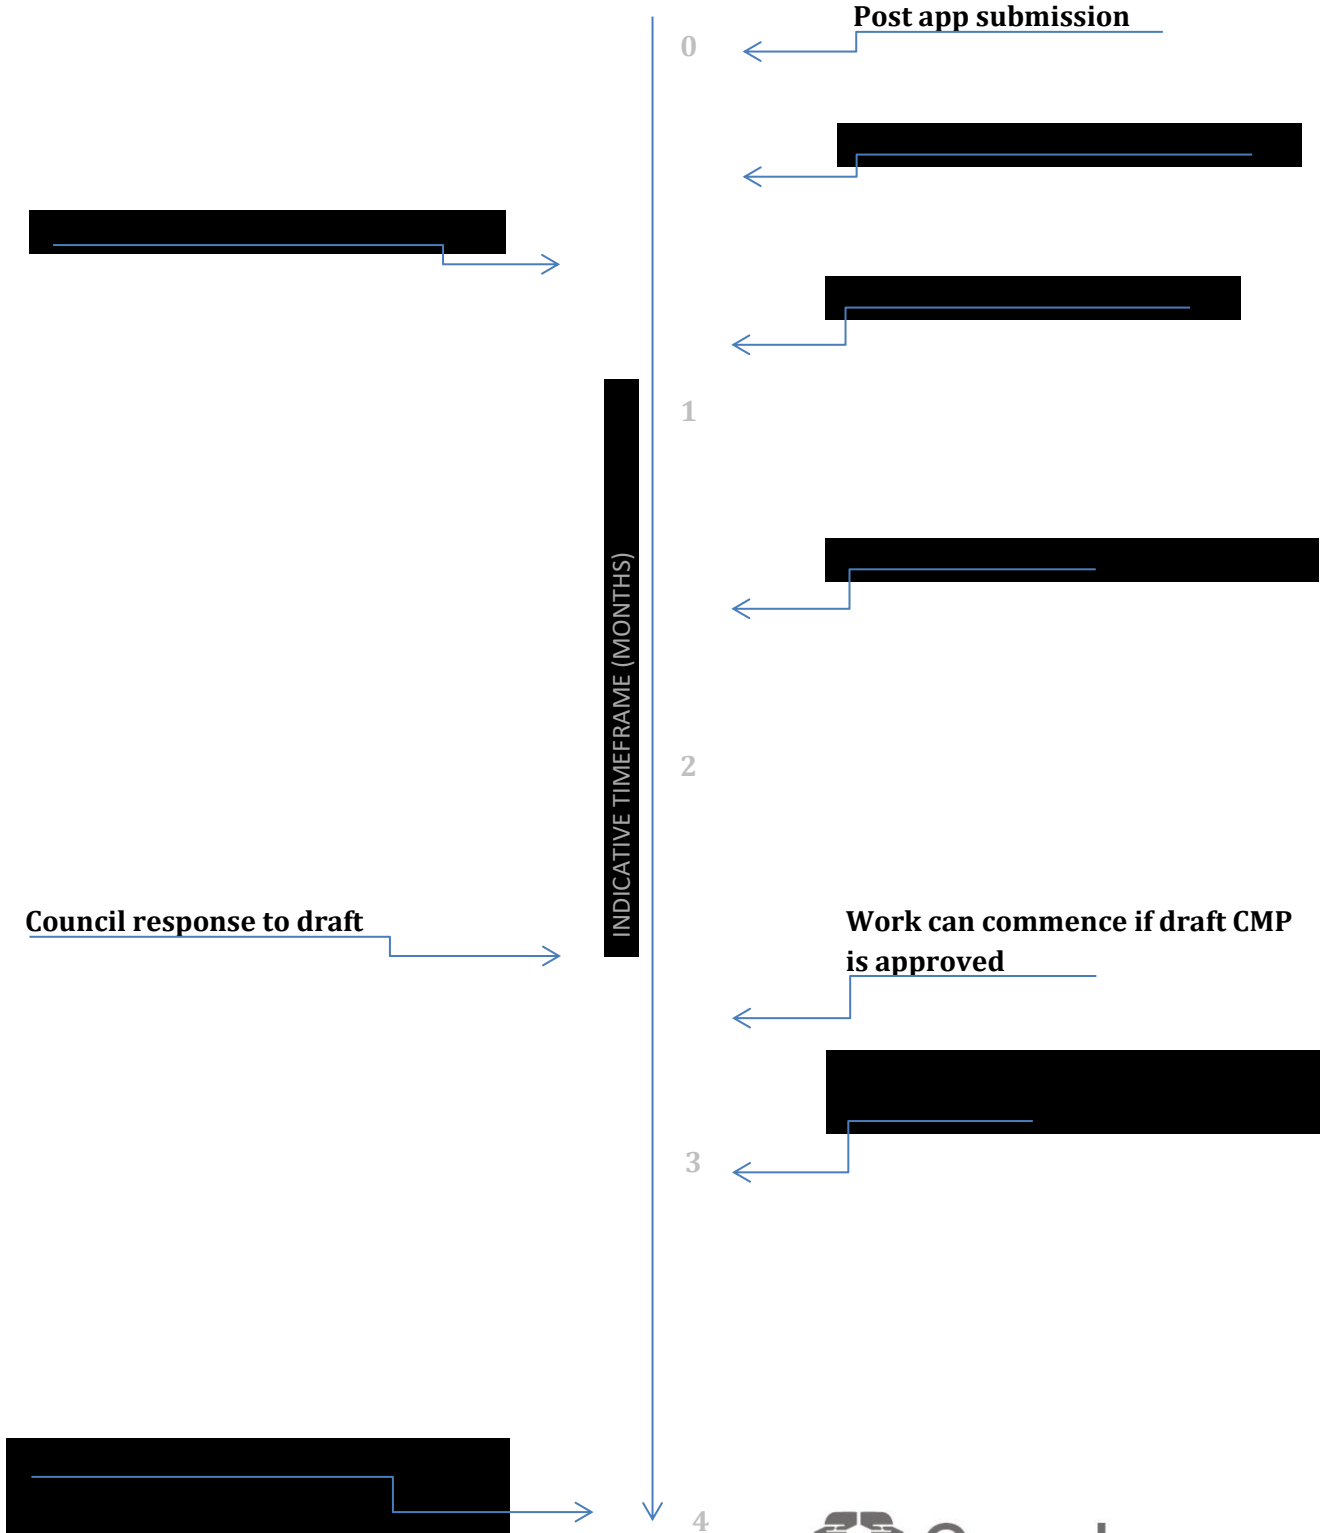 Post app submission
0
1
INDICATIVE TIMEFRAME (MONTHS)
2
Council response to draft
Work can commence if draft CMP
is approved
3
4